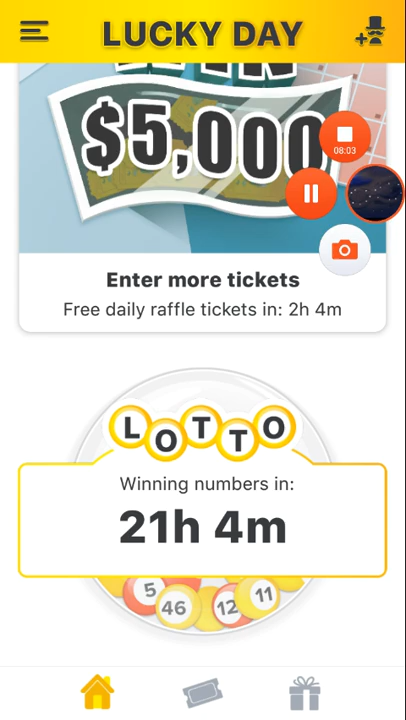 LUCKY DAY
WIN
$5,000
08:03
Enter more tickets
Free daily raffle tickets in: 2h 4m
LOTTO
Winning numbers in:
21h 4m
5
46
12
11